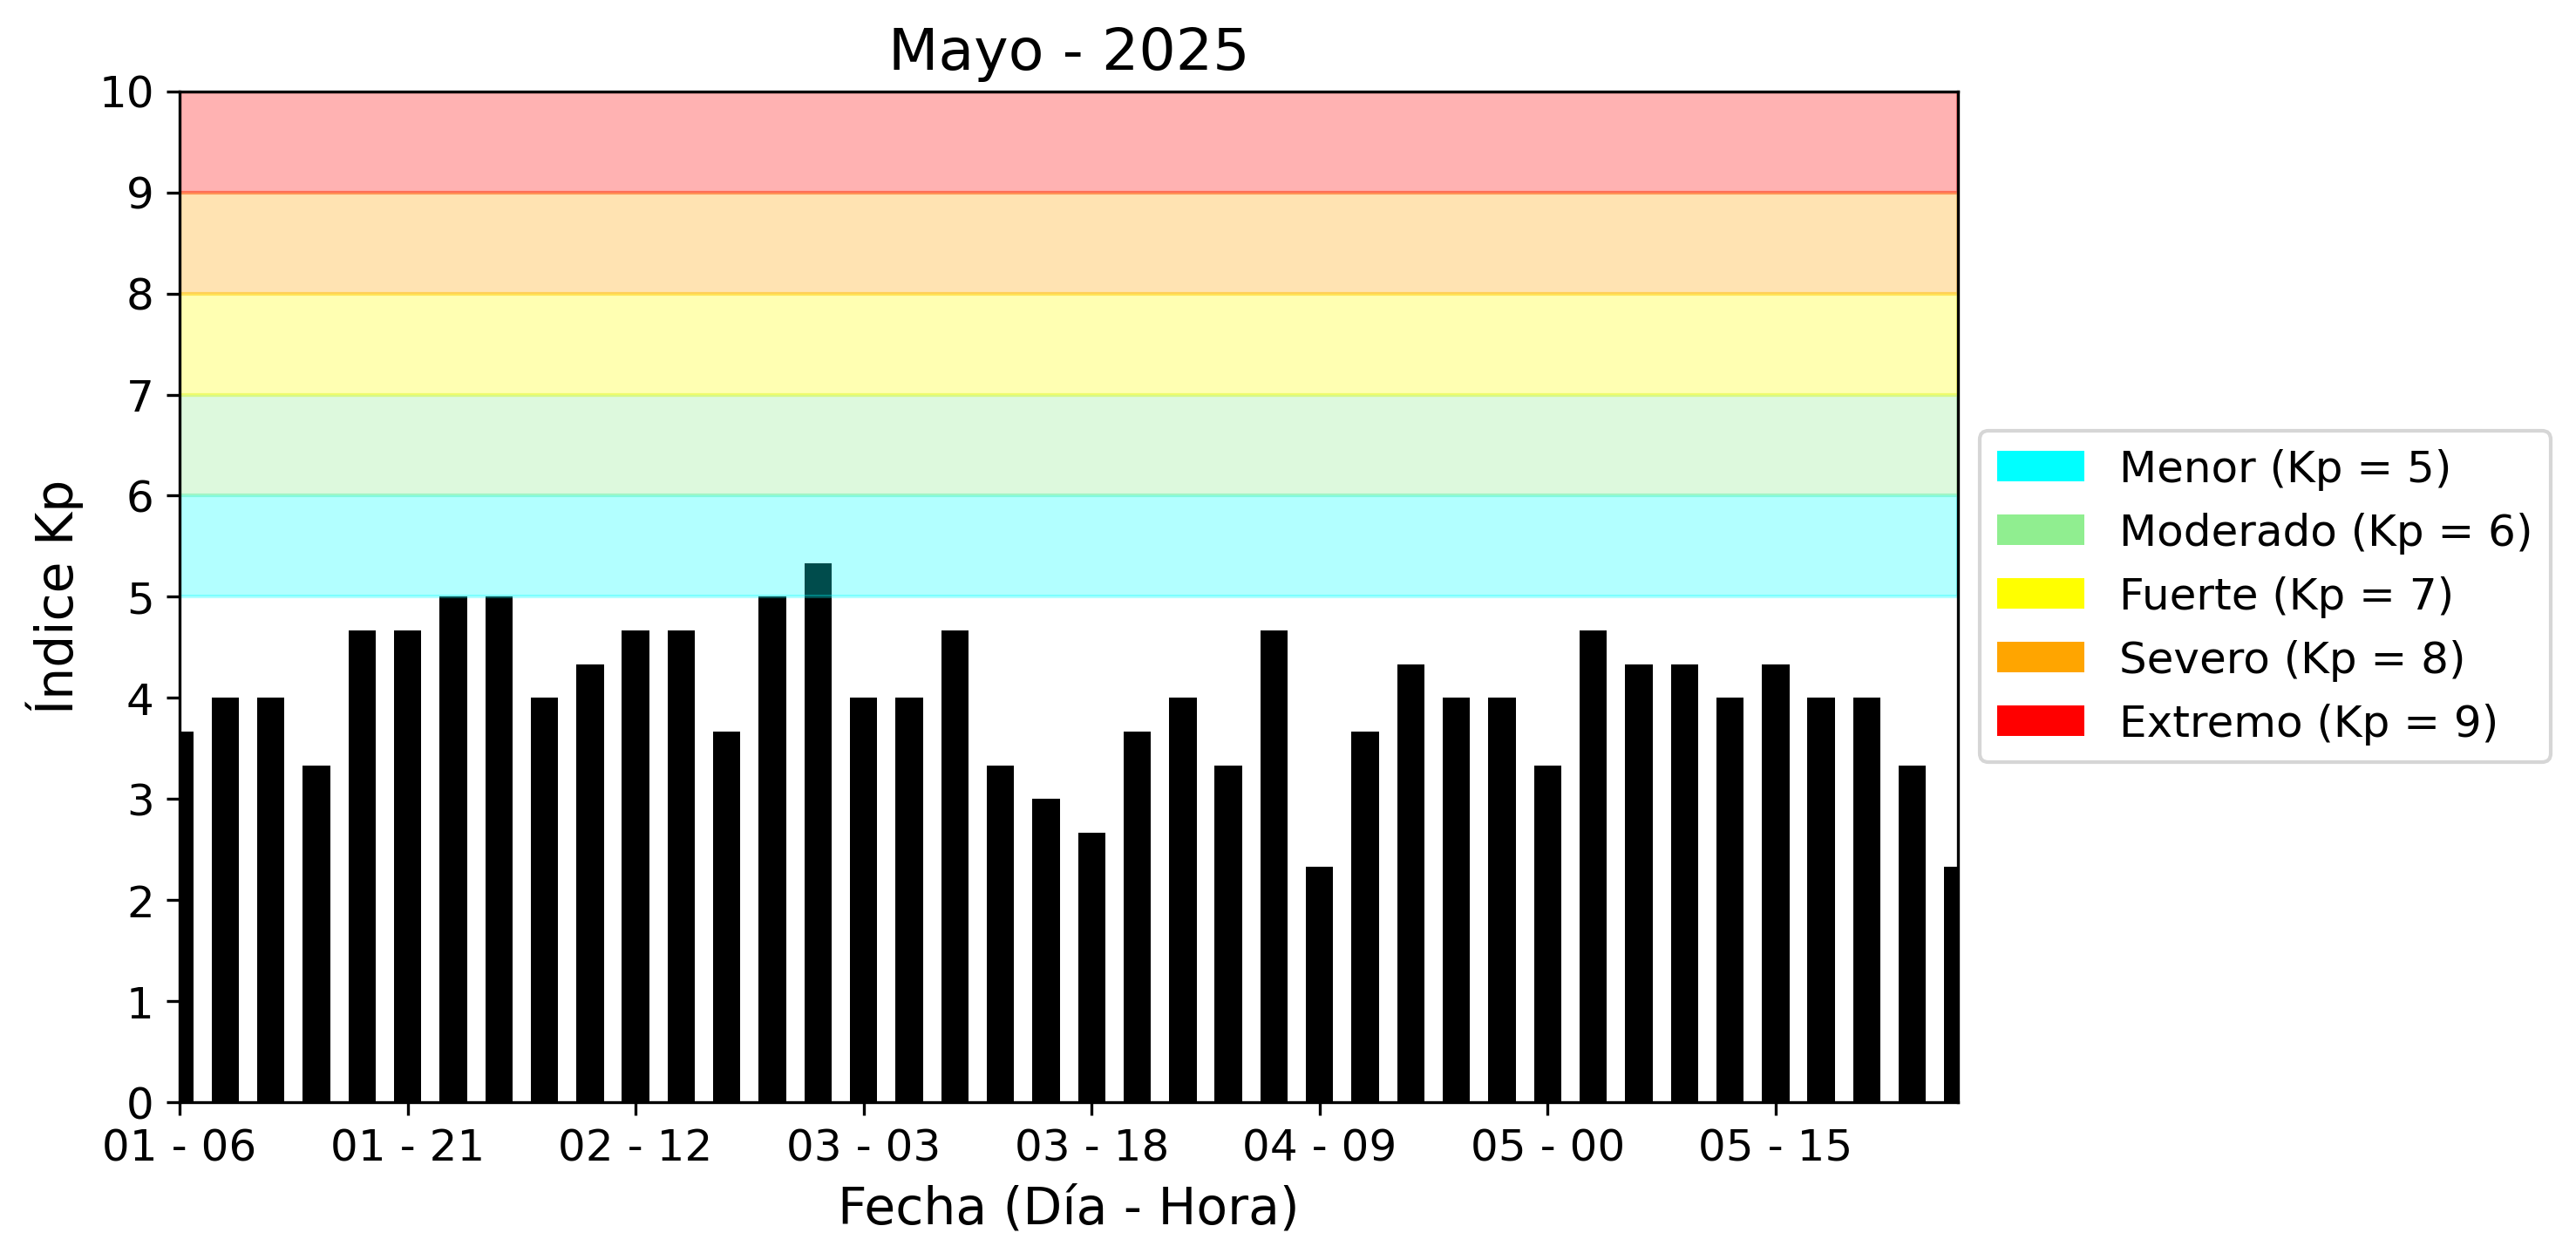 Mayo - 2025
10
9
8
7
6
5
4
3
2
1
0
Índice Kp
01 - 06 01 - 21 02 - 12 03 - 03 03 - 18 04 - 09 05 - 00 05 - 15
Fecha (Día - Hora)
Menor (Kp = 5)
Moderado (Kp = 6)
Fuerte (Kp = 7)
Severo (Kp = 8)
Extremo (Kp = 9)